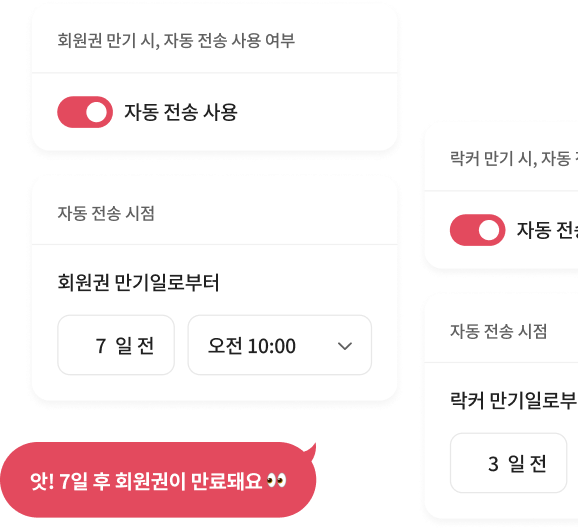 회원권 만기 시, 자동 전송 사용 여부
자동 전송 사용
자동 전송 시점
회원권 만기일로부터
7 일 전
오전 10:00
앗! 7일 후 회원권이 만료돼요 👀
락커 만기 시, 자동
자동
자동 전송 시점
락커 만기일로부
3 일 전